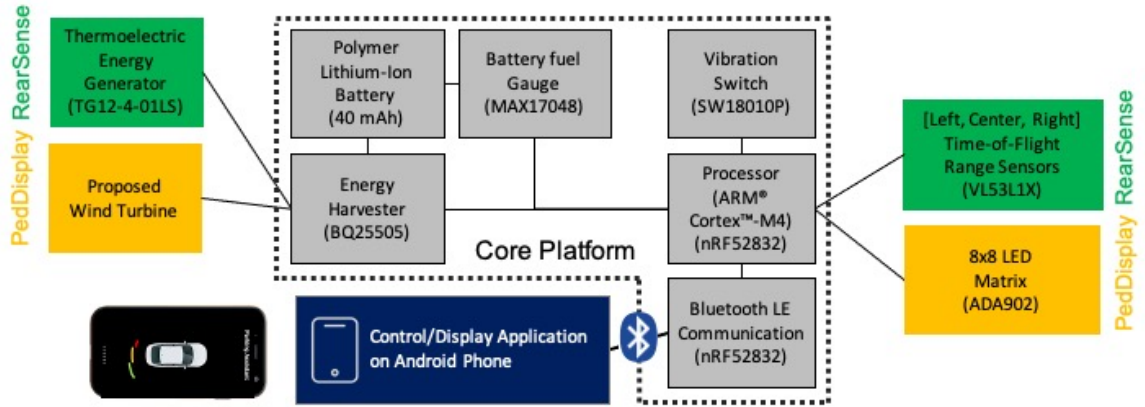 PedDisplay RearSense
Thermoelectric
Energy
Generator
(TG12-4-01LS)
Proposed
Wind Turbine
Polymer
Lithium-Ion
Battery
(40 mAh)
Battery fuel
Gauge
(MAX17048)
Vibration
Switch
(SW18010P)
Energy
Harvester
(BQ25505)
Processor
(ARM®
Cortex™-M4)
(nRF52832)
Core Platform
Bluetooth LE
Communication
(nRF52832)
Control/Display Application
on Android Phone
[Left, Center, Right]
Time-of-Flight
Range Sensors
(VL53L1X)
8x8 LED
Matrix
(ADA902)
PedDisplay RearSense
Parking Assistant